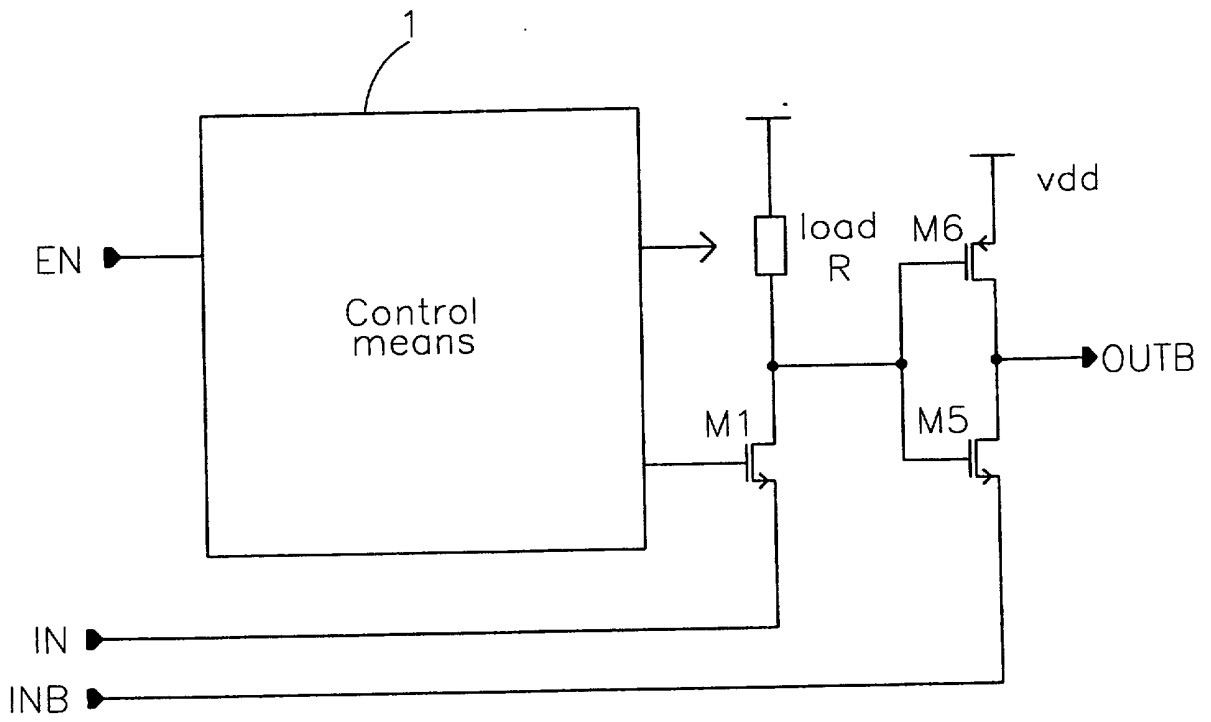 1
vdd
M6
load
R
EN
Control
means
OUTB
M5
M1
IN
INB